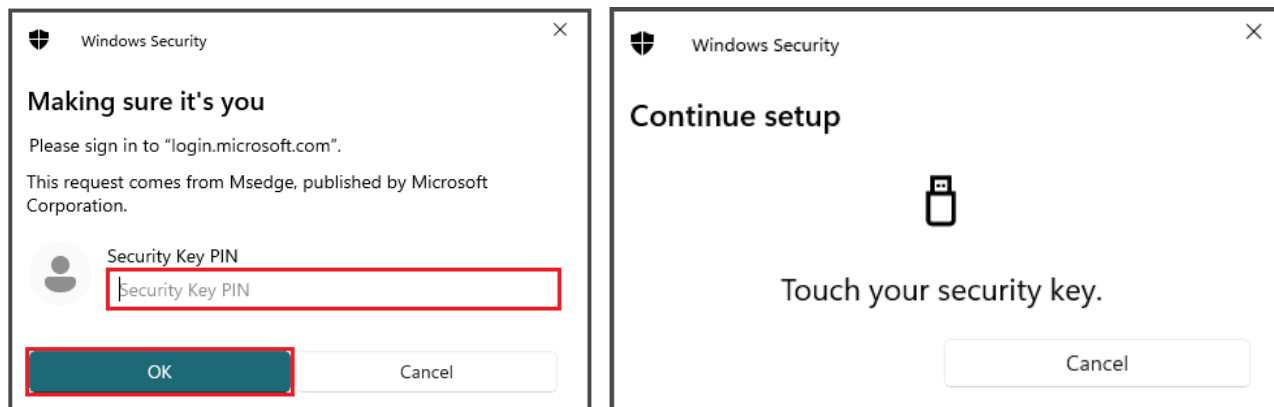 Windows Security
Making sure it's you
Please sign in to “login.microsoft.com”.
This request comes from Msedge, published by Microsoft
Corporation.
Security Key PIN
Security Key PIN
OK
Cancel
Windows Security
Continue setup
Touch your security key.
Cancel